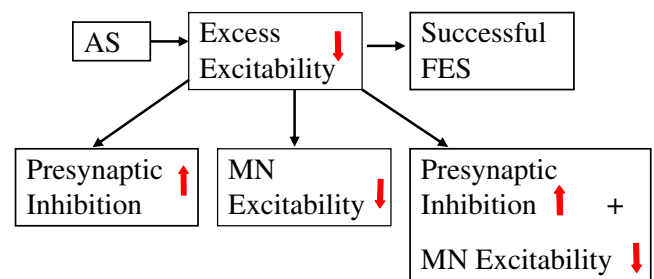 AS
Excess
Excitability
Successful
FES
Presynaptic
Inhibition
MN
Excitability
Presynaptic
Inhibition +
MN Excitability